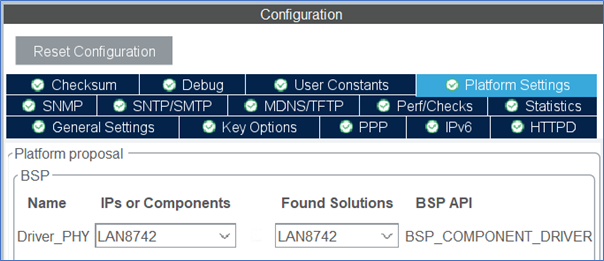 Configuration
Reset Configuration
Checksum Debug User Constants Platform Settings
SNMP SNTP/SMTP MDNS/TFTP Perf/Checks Statistics
General Settings Key Options PPP IPv6 HTTPD
Platform proposal
BSP
Name IPs or Components Found Solutions BSP API
Driver_PHY LAN8742 LAN8742 BSP_COMPONENT_DRIVER